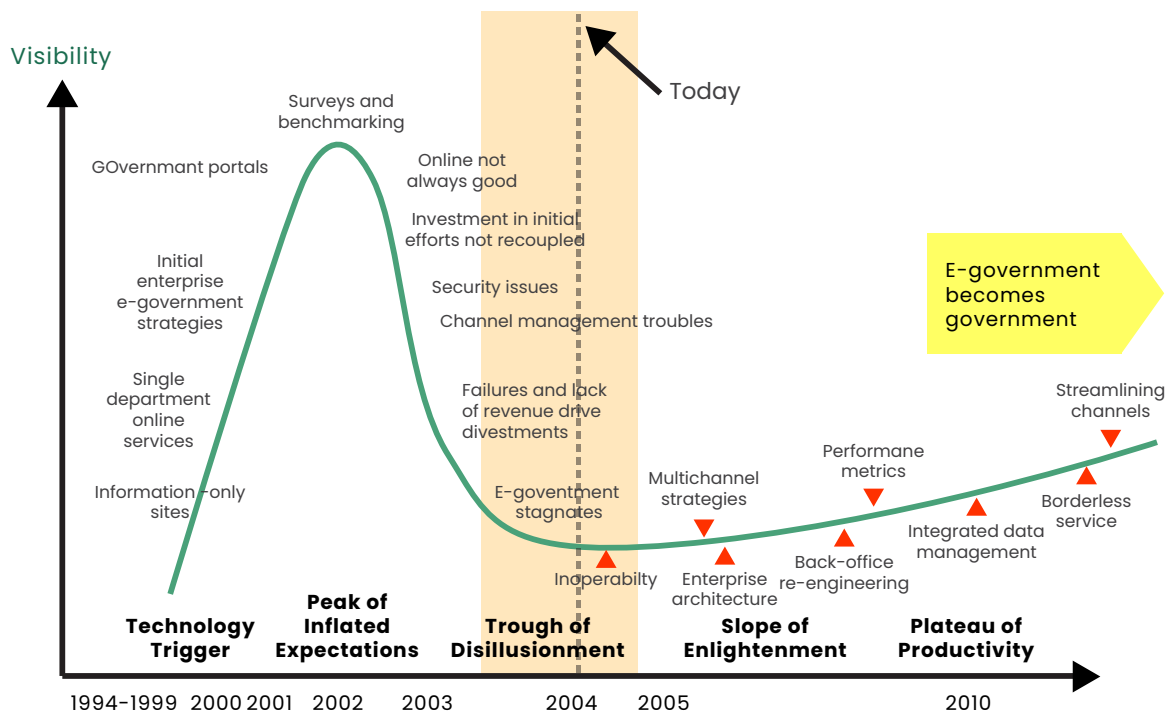 Visibility
Today
Surveys and
benchmarking
GOvernmant portals
Online not
always good
Investment in initial
efforts not recoupled
Initial
enterprise
e-government
strategies
Security issues
Channel management troubles
E-government
becomes
government
Single
department
online
services
Failures and lack
of revenue drive
divestments
Streamlining
channels
Information -only
sites
E-goventment
stagnates
Multichannel
strategies
Performane
metrics
Borderless
service
Integrated data
management
Inoperabilty
Enterprise
architecture
Back-office
re-engineering
Technology
Trigger
Peak of
Inflated
Expectations
Trough of
Disillusionment
Slope of
Enlightenment
Plateau of
Productivity
1994-1999 2000 2001 2002 2003 2004 2005 2010